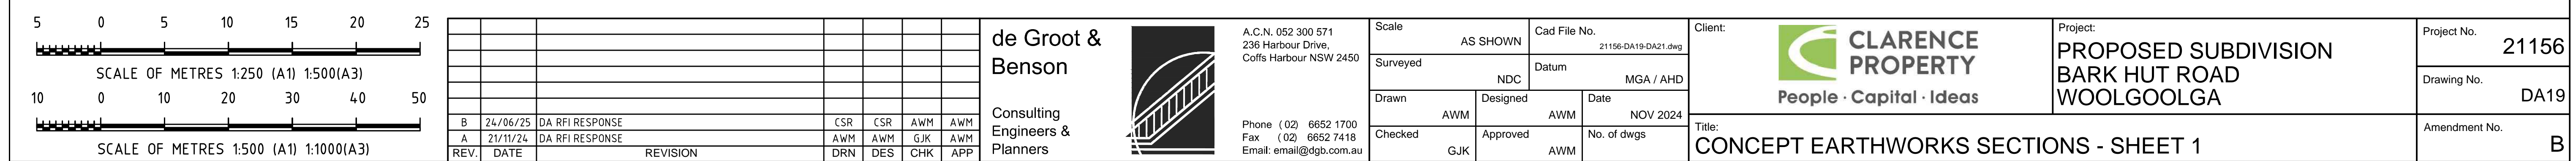 5 0 5 10 15 20 25
SCALE OF METRES 1:250 (A1) 1:500(A3)
10 0 10 20 30 40 50
SCALE OF METRES 1:500 (A1) 1:1000(A3)
B 24/06/25 DA RFI RESPONSE CSR CSR AWM AWM
A 21/11/24 DA RFI RESPONSE AWM AWM GJK AWM
REV. DATE REVISION DRN DES CHK APP
de Groot &
Benson
Consulting
Engineers &
Planners
A.C.N. 052 300 571
236 Harbour Drive,
Coffs Harbour NSW 2450
Phone (02) 6652 1700
Fax (02) 6652 7418
Email: email@dgb.com.au
Scale
AS SHOWN
Cad File No.
21156-DA19-DA21.dwg
Surveyed
NDC
Datum
MGA / AHD
Drawn
AWM
Designed
AWM
Date
NOV 2024
Checked
GJK
Approved
AWM
No. of dwgs
Client:
CLARENCE
PROPERTY
People · Capital · Ideas
Project:
PROPOSED SUBDIVISION
BARK HUT ROAD
WOOLGOOLGA
Title:
CONCEPT EARTHWORKS SECTIONS - SHEET 1
Project No.
21156
Drawing No.
DA19
Amendment No.
B